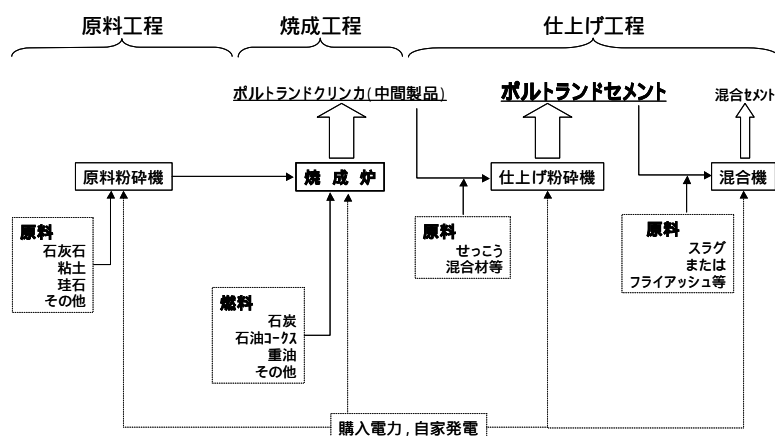 原料工程
焼成工程
仕上げ工程
ポルトランドクリンカ(中間製品)
ポルトランドセメント
混合セメント
原料粉砕機
焼 成 炉
仕上げ粉砕機
混合機
原料
石灰石
粘土
珪石
その他
燃料
石炭
石油コークス
重油
その他
原料
せっこう
混合材等
原料
スラグ
または
フライアッシュ等
購入電力,自家発電